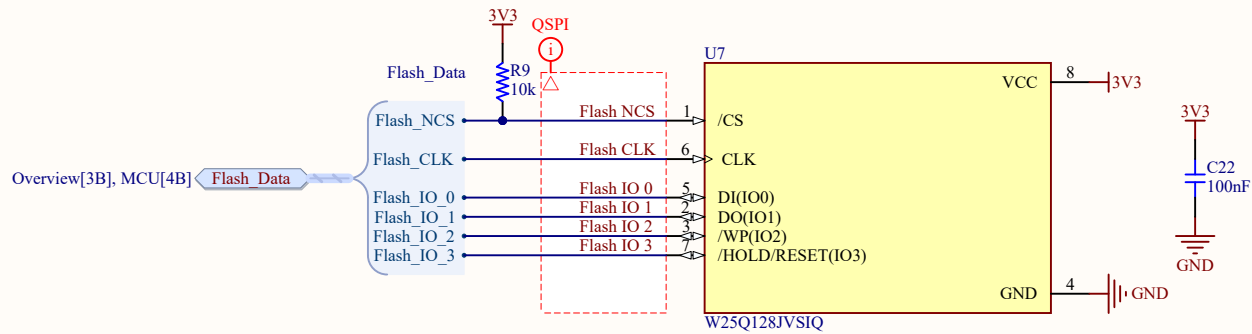 3V3
QSPI
i
Flash_Data
R9
10k
U7
VCC
8
3V3
Flash_NCS
Flash NCS
1
/CS
3V3
Flash_CLK
Flash CLK
6
CLK
C22
100nF
Overview[3B], MCU[4B]
Flash_Data
Flash_IO_0
Flash IO 0
5
DI(IO0)
Flash_IO_1
Flash IO 1
2
DO(IO1)
Flash_IO_2
Flash IO 2
3
/WP(IO2)
Flash_IO_3
Flash IO 3
7
/HOLD/RESET(IO3)
GND
GND
4
GND
W25Q128JVSIQ